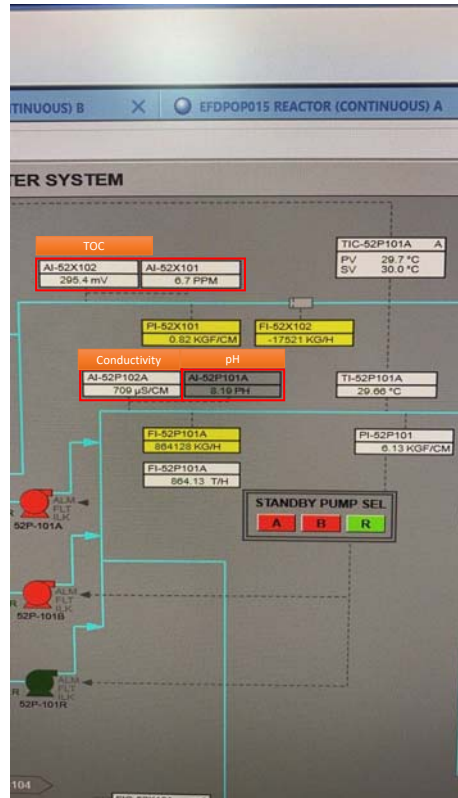 TINUOUS) B
EFDPOP015 REACTOR (CONTINUOUS) A
TER SYSTEM
TOC
AI-52X102
295.4 mV
AI-52X101
6.7 PPM
TIC-52P101A A
PV 29.7 °C
SV 30.0 °C
PI-52X101
0.82 KGF/CM
FI-52X102
-17521 KG/H
Conductivity
pH
AI-52P102A
709 µS/CM
AI-52P101A
8.19 PH
TI-52P101A
29.66 °C
FI-52P101A
864128 KG/H
PI-52P101
6.13 KGF/CM
FI-52P101A
864.13 T/H
STANDBY PUMP SEL
A B R
ALM
FLT
ILK
R
52P-101A
ALM
FLT
ILK
R
52P-101B
ALM
FLT
ILK
R
52P-101R
104